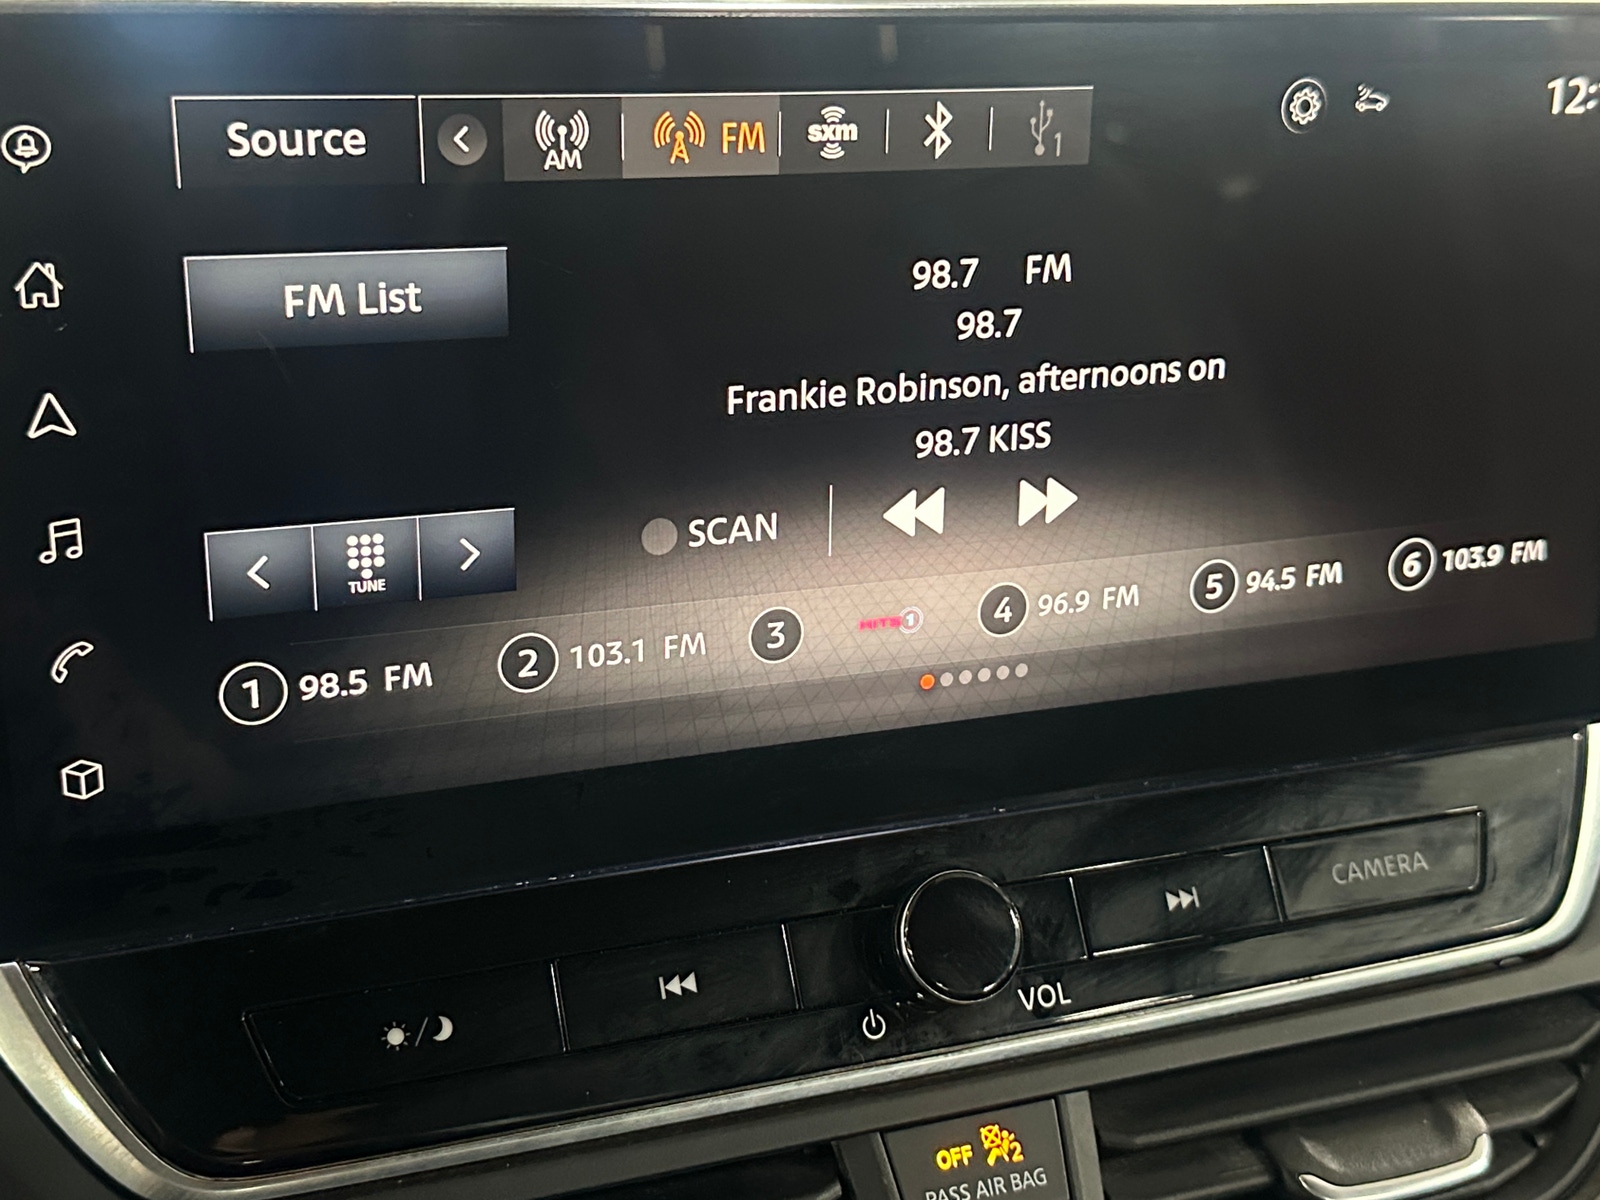 Source
AM
FM
sxm
1
FM List
98.7 FM
98.7
Frankie Robinson, afternoons on
98.7 KISS
TUNE
SCAN
1 98.5 FM
2 103.1 FM
3 HITS 1
4 96.9 FM
5 94.5 FM
6 103.9 FM
CAMERA
VOL
OFF 2
PASS AIR BAG